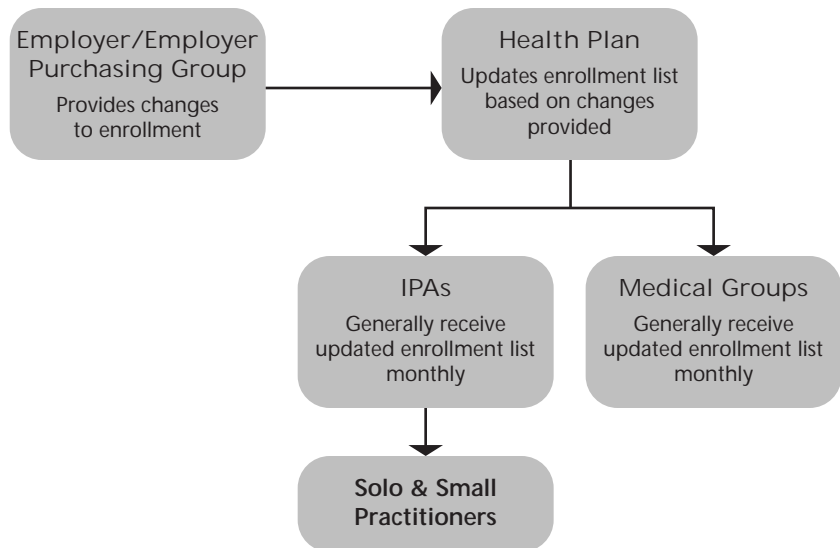 Employer/Employer
Purchasing Group
Provides changes
to enrollment
Health Plan
Updates enrollment list
based on changes
provided
IPAs
Generally receive
updated enrollment list
monthly
Medical Groups
Generally receive
updated enrollment list
monthly
Solo & Small
Practitioners